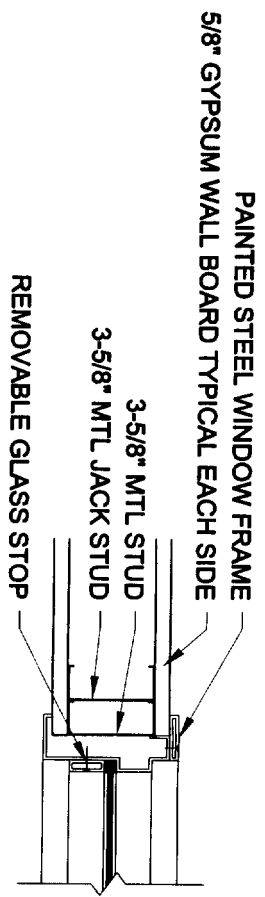 PAINTED STEEL WINDOW FRAME
5/8" GYPSUM WALL BOARD TYPICAL EACH SIDE
3-5/8" MTL STUD
3-5/8" MTL JACK STUD
REMOVABLE GLASS STOP